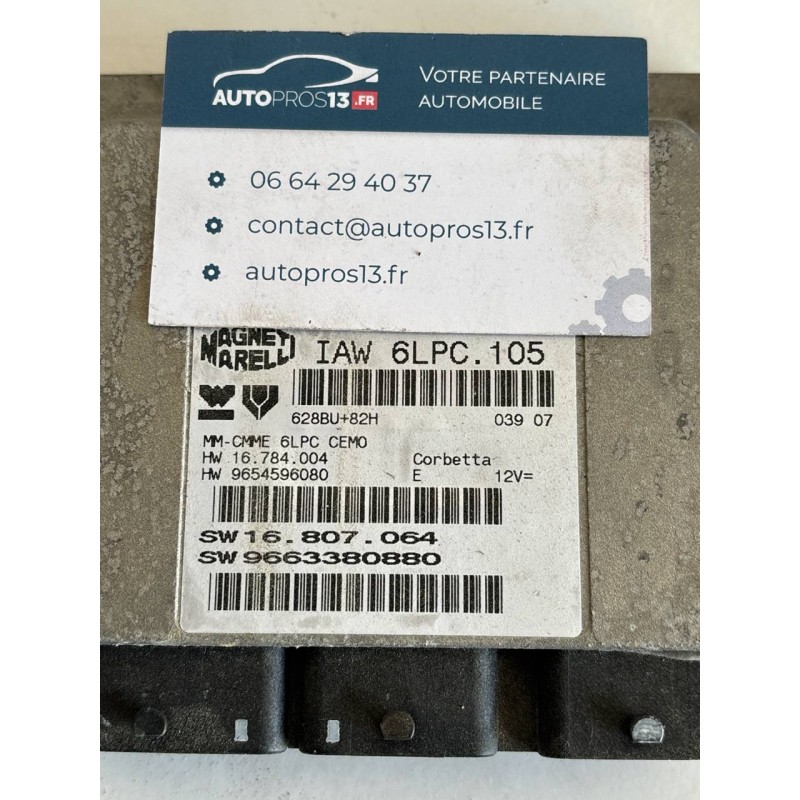 AUTOPROS13.FR
VOTRE PARTENAIRE
AUTOMOBILE
06 64 29 40 37
contact@autopros13.fr
autopros13.fr
MAGNETI
MARELLI
IAW 6LPC.105
628BU+82H 039 07
MM-CMME 6LPC CEMO
HW 16.784.004 Corbetta
HW 9654596080 E 12V=
SW 16.807.064
SW 9663380880